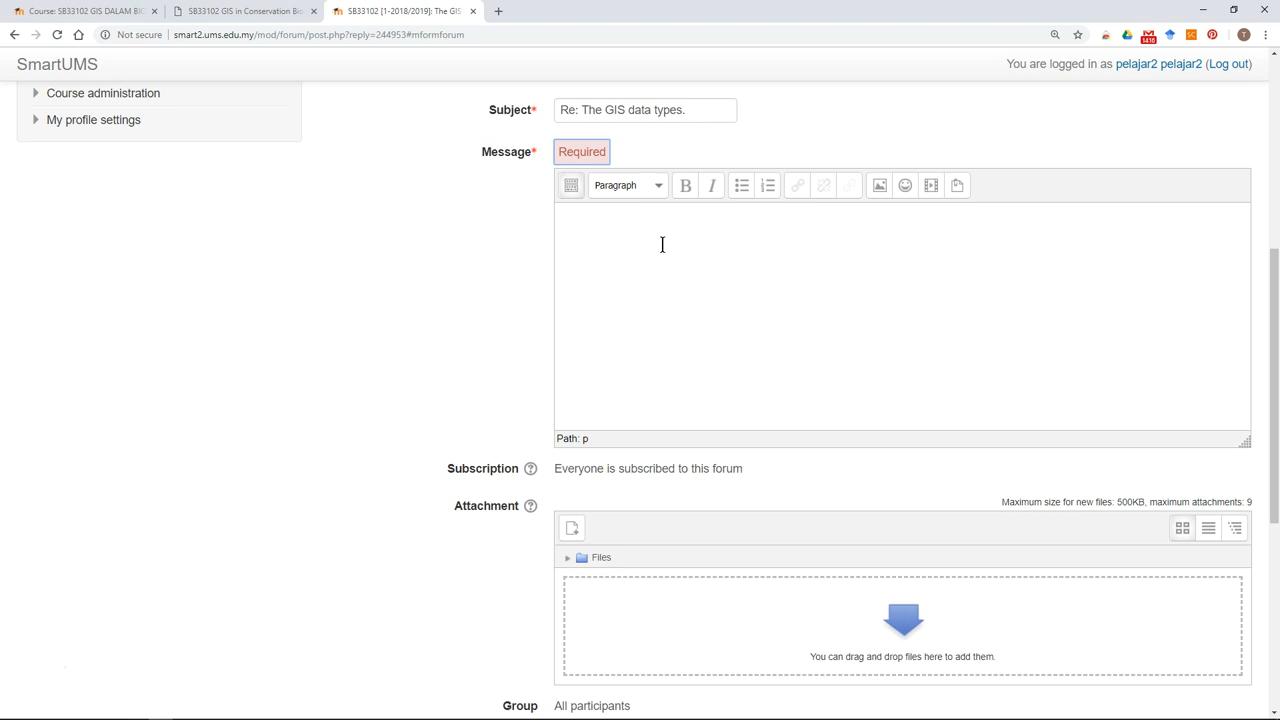 Course: SB33102 GIS DALAM BI
SB33102 GIS in Conservation Bio
SB33102 [1-2018/2019]: The GIS
Not secure
smart2.ums.edu.my/mod/forum/post.php?reply=244953#mformforum
1416
SC
T
SmartUMS
You are logged in as pelajar2 pelajar2 (Log out)
Course administration
My profile settings
Subject*
Re: The GIS data types.
Message*
Required
Paragraph
B
I
Path: p
Subscription
Everyone is subscribed to this forum
Attachment
Maximum size for new files: 500KB, maximum attachments: 9
Files
You can drag and drop files here to add them.
Group
All participants